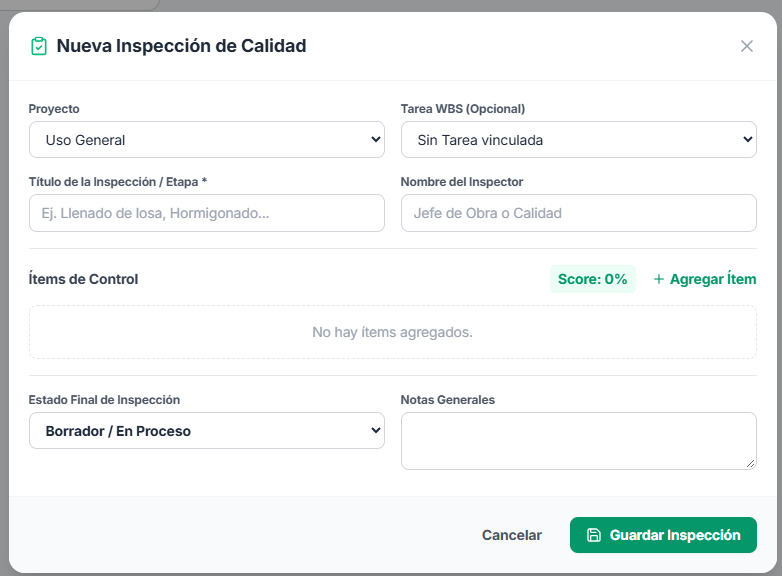 Nueva Inspección de Calidad
Proyecto
Tarea WBS (Opcional)
Uso General
Sin Tarea vinculada
Título de la Inspección / Etapa *
Nombre del Inspector
Ej. Llenado de losa, Hormigonado...
Jefe de Obra o Calidad
Ítems de Control
Score: 0%
+ Agregar Ítem
No hay ítems agregados.
Estado Final de Inspección
Notas Generales
Borrador / En Proceso
Cancelar
Guardar Inspección